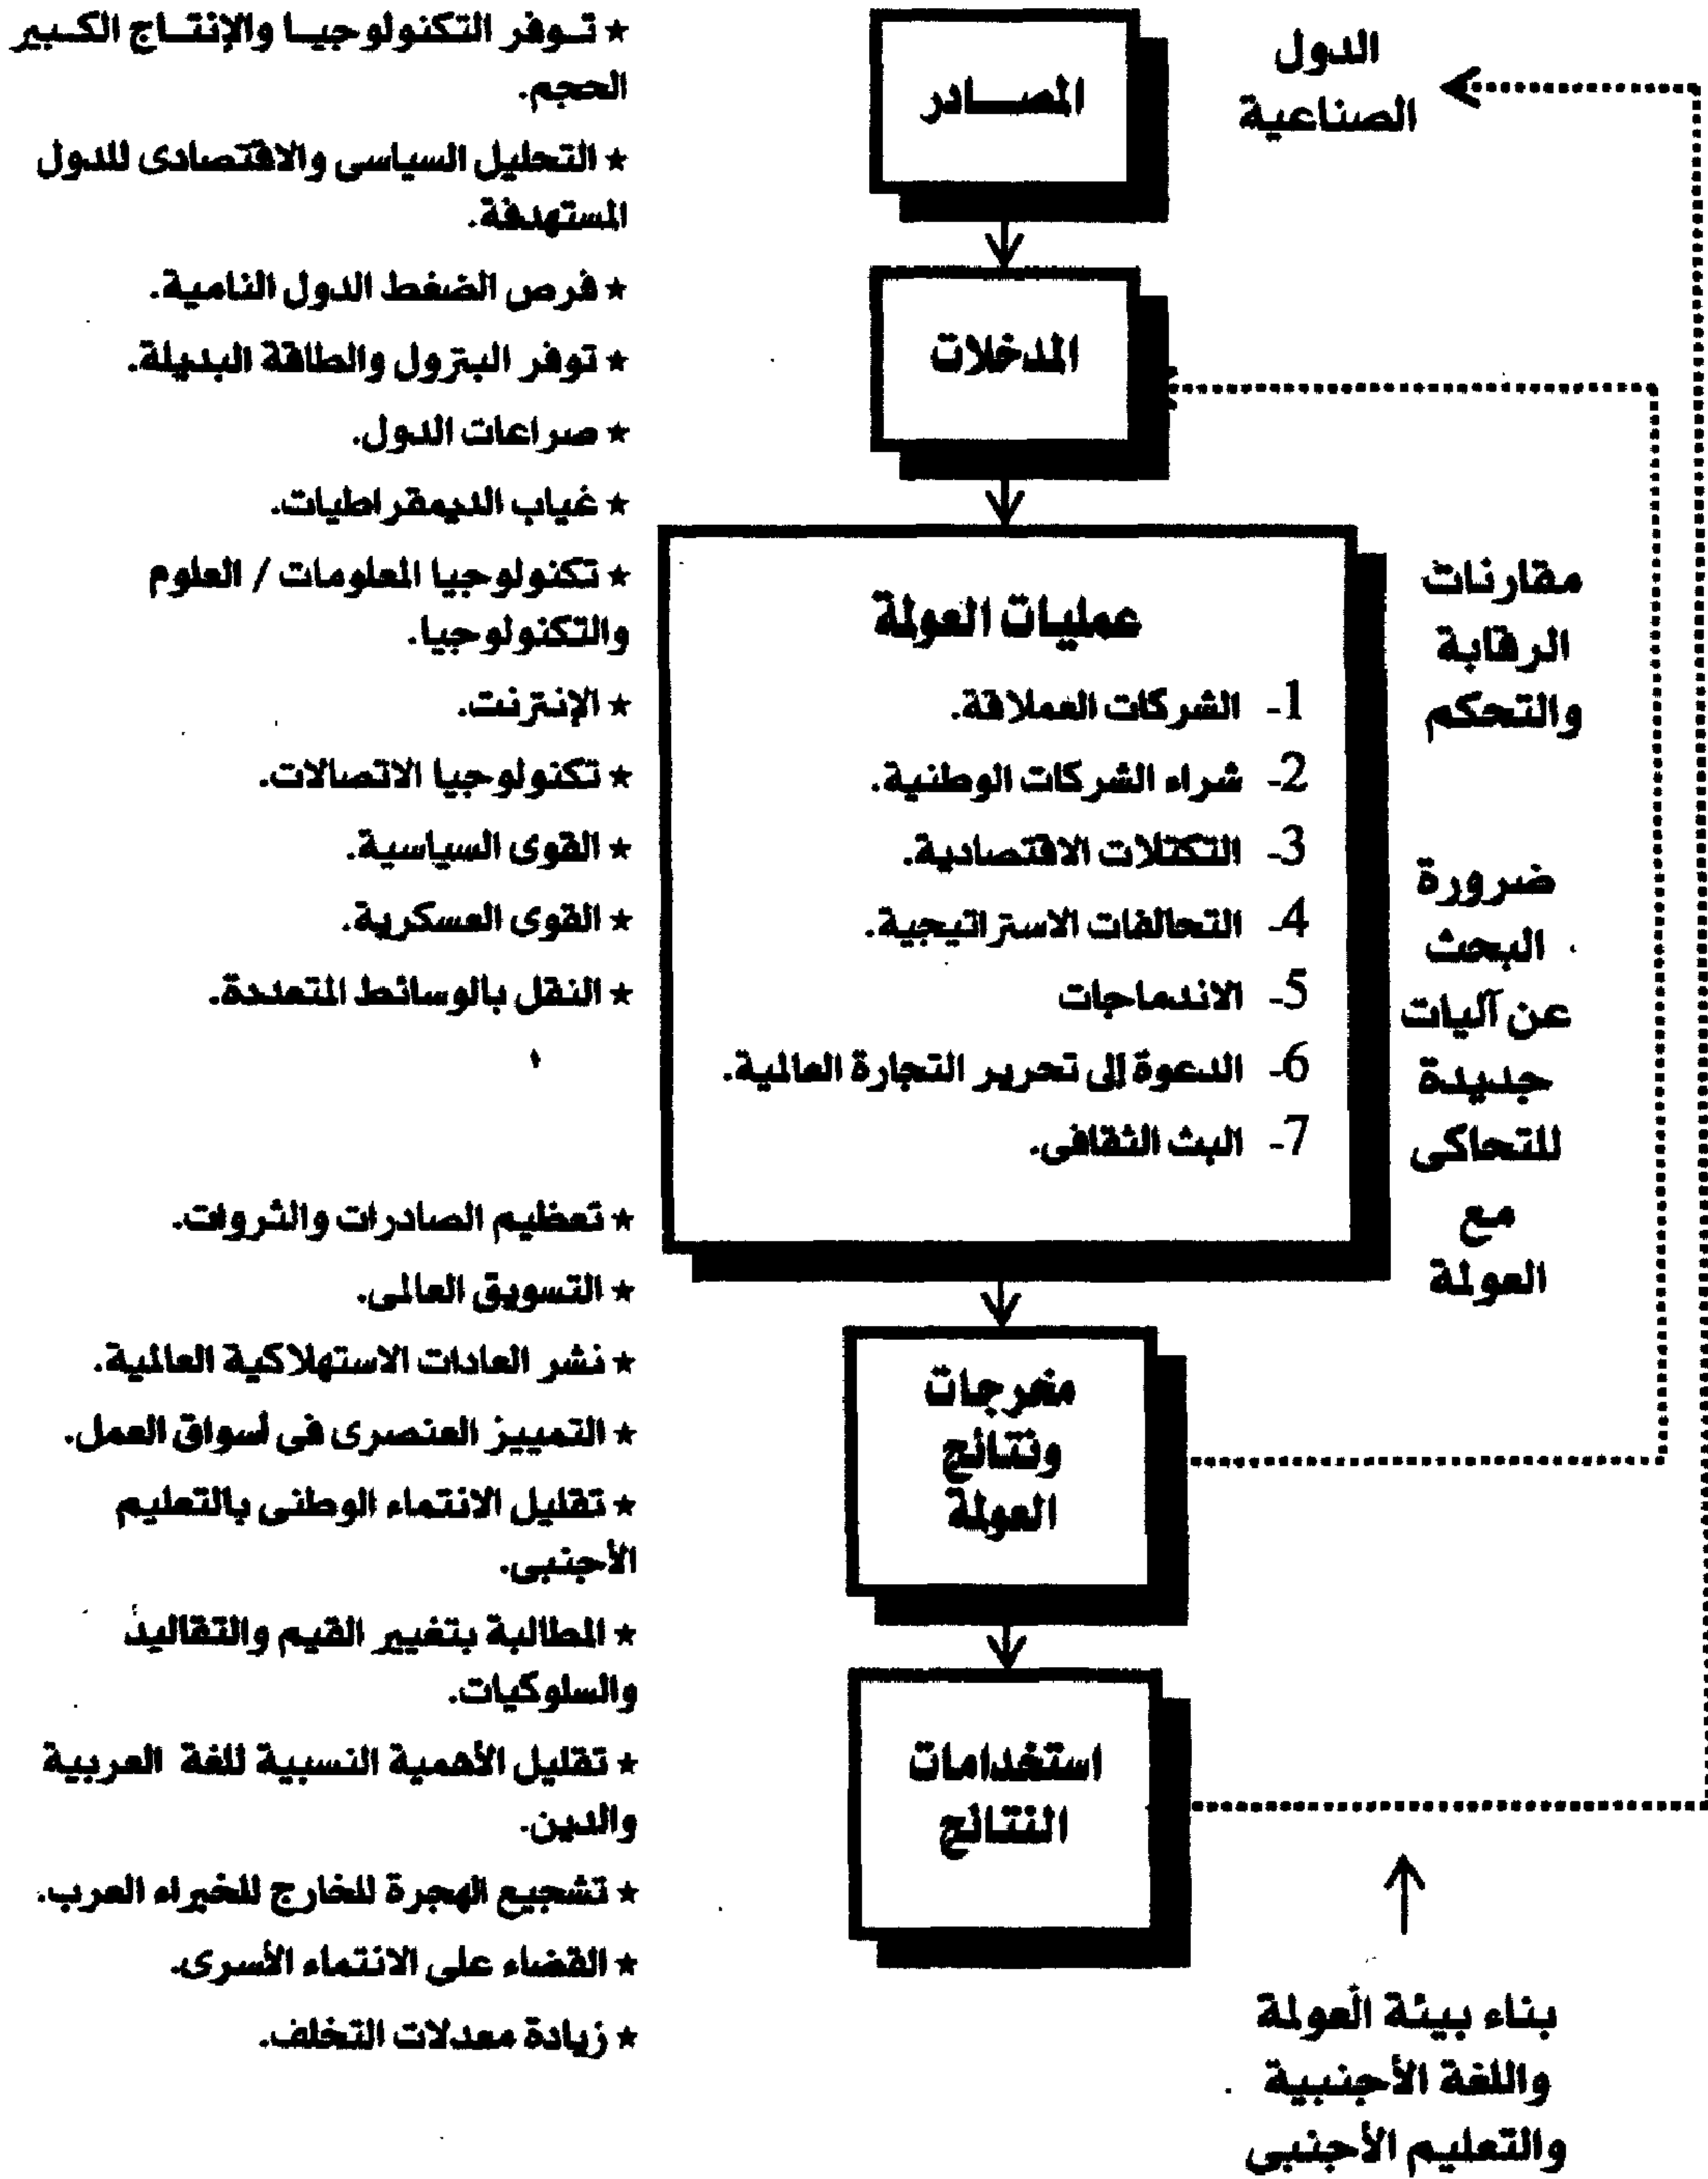 المصــادر
الدول
الصناعية
المدخلات
عمليات العولمة
1- الشركات العملاقة.
2- شراء الشركات الوطنية.
3- التكتلات الاقتصادية.
4- التحالفات الاستراتيجية.
5- الاندماجات
6- الدعوة إلى تحرير التجارة العالمية.
7- البث الثقافى.
مقارنات
الرقابة
والتحكم
ضرورة
البحث
عن آليات
جديدة
للتحاكى
مع
العولمة
مخرجات
ونتائج
العولمة
استخدامات
النتائج
بناء بيئة العولمة
واللغة الأجنبية
والتعليم الأجنبى
★ تـوفر التكنولوجيـا والإنتـاج الكـبير
الحجم.
★ التحليل السياسى والاقتصادى للدول
المستهدفة.
★ فرص الضغط الدول النامية.
★ توفر البترول والطاقة البديلة.
★ صراعات الدول.
★ غياب الديمقراطيات.
★ تكنولوجيا المعلومات / العلوم
والتكنولوجيا.
★ الإنترنت.
★ تكنولوجيا الاتصالات.
★ القوى السياسية.
★ القوى العسكرية.
★ النقل بالوسائط المتعددة.
★ تعظيم الصادرات والثروات.
★ التسويق العالمى.
★ نشر العادات الاستهلاكية العالمية.
★ التمييز العنصرى فى أسواق العمل.
★ تقليل الانتماء الوطنى بالتعليم
الأجنبى.
★ المطالبة بتغيير القيم والتقاليد
والسلوكيات.
★ تقليل الأهمية النسبية للغة العربية
والدين.
★ تشجيع الهجرة للخارج للخبراء العرب.
★ القضاء على الانتماء الأسرى.
★ زيادة معدلات التخلف.